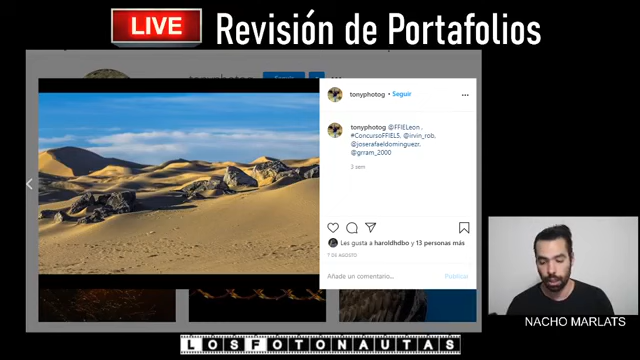 LIVE
Revisión de Portafolios
tonyphotog • Seguir
tonyphotog @FFIELeon ,
#ConcursoFFIEL5, @irvin_rob,
@joserafaeldominguezr,
@grram_2000
3 sem
Les gusta a haroldhdbo y 13 personas más
7 DE AGOSTO
Añade un comentario...
Publicar
NACHO MARLATS
LOSFOTONAUTAS